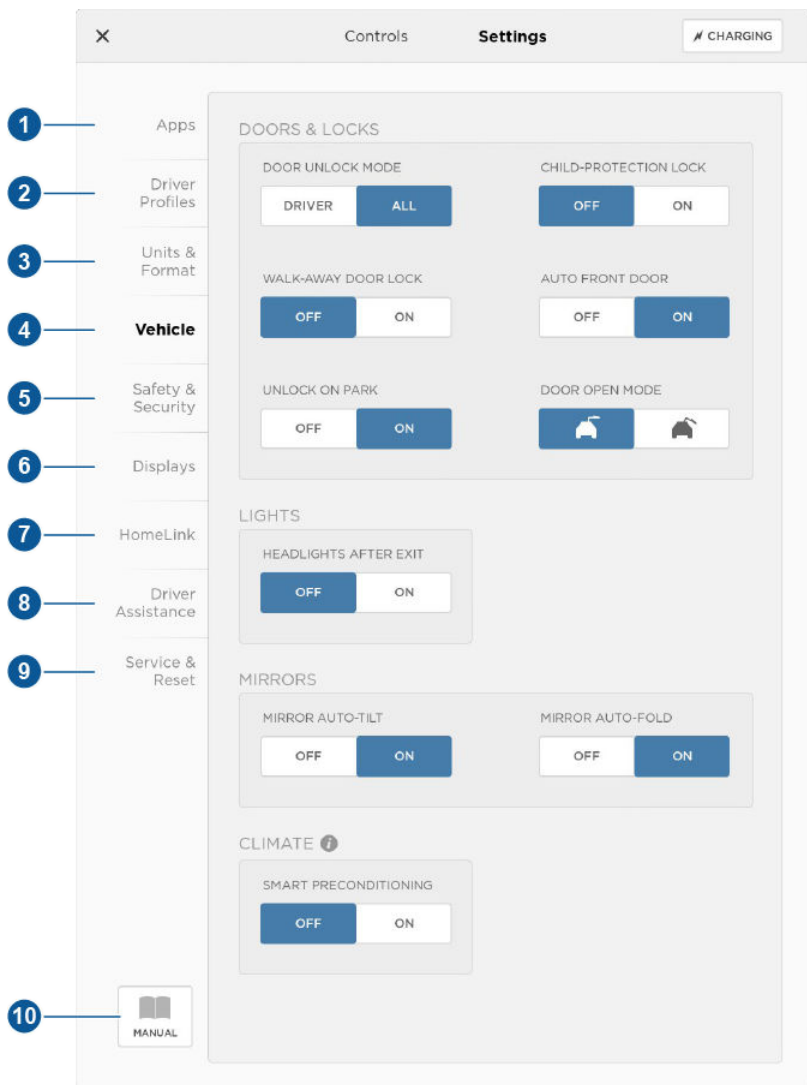 × Controls Settings CHARGING
1 Apps
2 Driver
Profiles
3 Units &
Format
4 Vehicle
5 Safety &
Security
6 Displays
7 HomeLink
8 Driver
Assistance
9 Service &
Reset
10 MANUAL
DOORS & LOCKS
DOOR UNLOCK MODE
DRIVER ALL
CHILD-PROTECTION LOCK
OFF ON
WALK-AWAY DOOR LOCK
OFF ON
AUTO FRONT DOOR
OFF ON
UNLOCK ON PARK
OFF ON
DOOR OPEN MODE
LIGHTS
HEADLIGHTS AFTER EXIT
OFF ON
MIRRORS
MIRROR AUTO-TILT
OFF ON
MIRROR AUTO-FOLD
OFF ON
CLIMATE i
SMART PRECONDITIONING
OFF ON